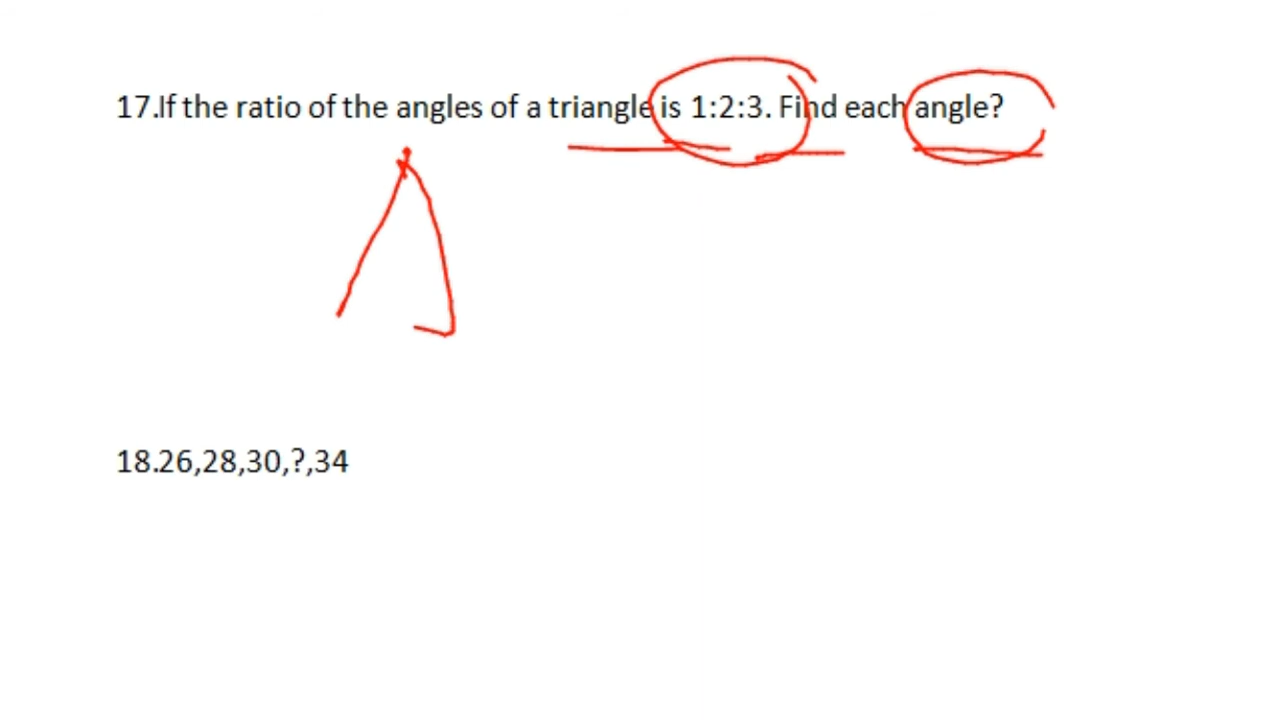 17.If the ratio of the angles of a triangle is 1:2:3. Find each angle?
18.26,28,30,?,34